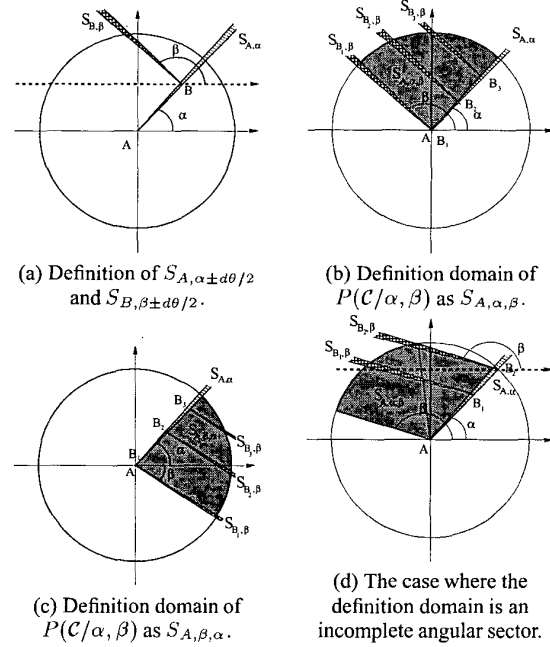 S_{B,β}
S_{A,α}
β
B
α
A
(a) Definition of S_{A,α±dθ/2}
and S_{B,β±dθ/2}.
S_{B_3,β}
S_{B_2,β}
S_{B_1,β}
S_{A,α}
B_3
B_2
β
α
A
B_1
(b) Definition domain of
P(C/α, β) as S_{A,α,β}.
S_{A,α}
B_3
B_2
B_1
α
β
A
S_{B_3,β}
S_{B_2,β}
S_{B_1,β}
(c) Definition domain of
P(C/α, β) as S_{A,β,α}.
S_{B_2,β}
S_{B_1,β}
β
S_{A,α}
B_1
β
α
A
(d) The case where the
definition domain is an
incomplete angular sector.